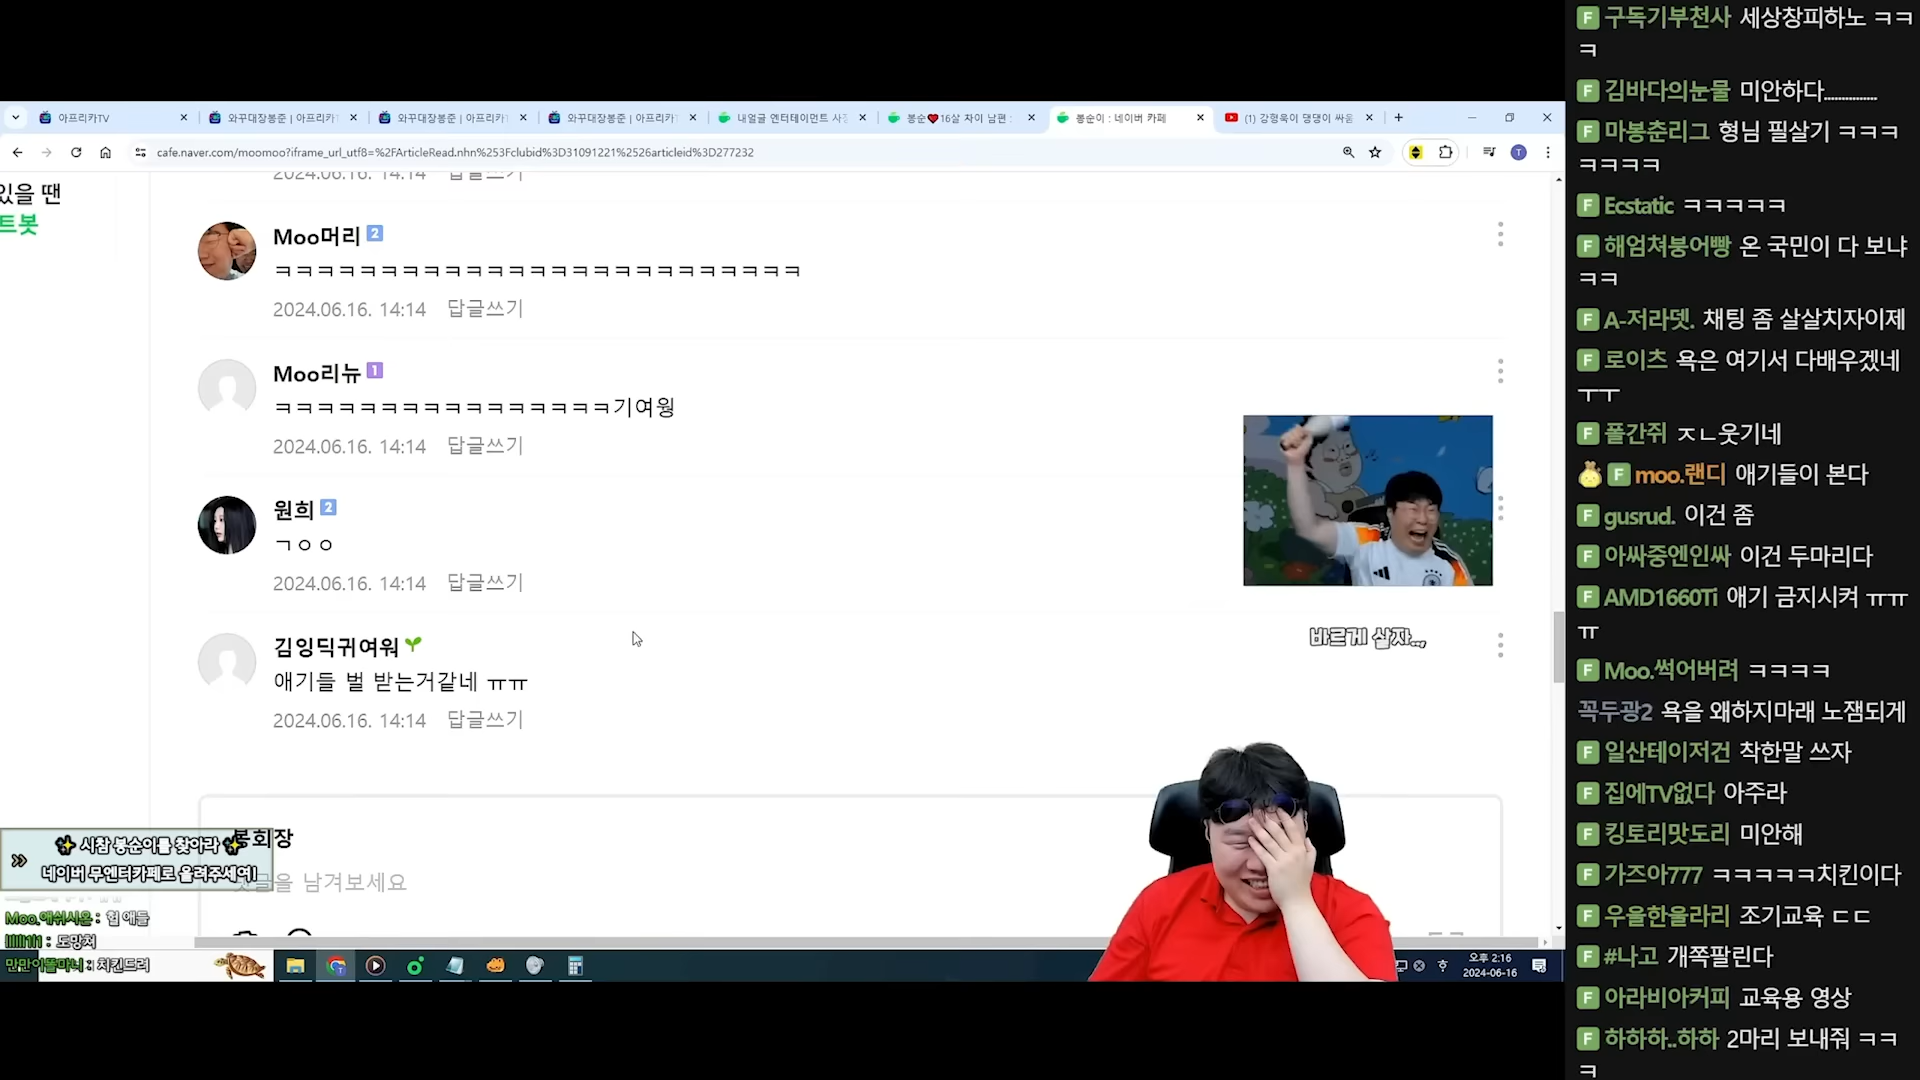 아프리카TV
와꾸대장봉준 | 아프리카
와꾸대장봉준 | 아프리카
와꾸대장봉준 | 아프리카
내얼굴 엔터테이먼트 사진
봉순❤️16살 차이 남편 :
봉순이 : 네이버 카페
(1) 강형욱이 댕댕이 싸움
cafe.naver.com/moomoo?iframe_url_utf8=%2FArticleRead.nhn%253Fclubid%3D31091221%2526articleid%3D277232
T
있을 땐
트봇
2024.06.16. 14:14 답글쓰기
Moo머리 2
ㅋㅋㅋㅋㅋㅋㅋㅋㅋㅋㅋㅋㅋㅋㅋㅋㅋㅋㅋㅋㅋㅋㅋㅋㅋ
2024.06.16. 14:14 답글쓰기
Moo리뉴 1
ㅋㅋㅋㅋㅋㅋㅋㅋㅋㅋㅋㅋㅋㅋㅋㅋ기여웡
2024.06.16. 14:14 답글쓰기
원희 2
ㄱㅇㅇ
2024.06.16. 14:14 답글쓰기
김잉딕귀여워
애기들 벌 받는거같네 ㅠㅠ
2024.06.16. 14:14 답글쓰기
바르게 살자...
봉회장
댓글을 남겨보세요
✨ 시참 봉순이를 찾아라 ✨
네이버 무엔터카페로 올려주세여!
Moo.애쉬시온 : 헐 애들
: 도망쳐
만만이똘마니 : 치킨드려
오후 2:16
2024-06-16
F 구독기부천사 세상창피하노 ㅋㅋ
ㅋ
F 김바다의눈물 미안하다...............
F 마봉춘리그 형님 필살기 ㅋㅋㅋ
ㅋㅋㅋㅋ
F Ecstatic ㅋㅋㅋㅋㅋ
F 해엄쳐붕어빵 온 국민이 다 보냐
ㅋㅋ
F A-저라뎃. 채팅 좀 살살치자이제
F 로이츠 욕은 여기서 다배우겠네
ㅜㅜ
F 폴간쥐 ㅈㄴ웃기네
F moo.랜디 애기들이 본다
F gusrud. 이건 좀
F 아싸중엔인싸 이건 두마리다
F AMD1660Ti 애기 금지시켜 ㅠㅠ
ㅠ
F Moo.썩어버려 ㅋㅋㅋㅋ
꼭두광2 욕을 왜하지마래 노잼되게
F 일산테이저건 착한말 쓰자
F 집에TV없다 아주라
F 킹토리맛도리 미안해
F 가즈아777 ㅋㅋㅋㅋㅋ치킨이다
F 우을한울라리 조기교육 ㄷㄷ
F #나고 개쪽팔린다
F 아라비아커피 교육용 영상
F 하하하..하하 2마리 보내줘 ㅋㅋ
ㅋ